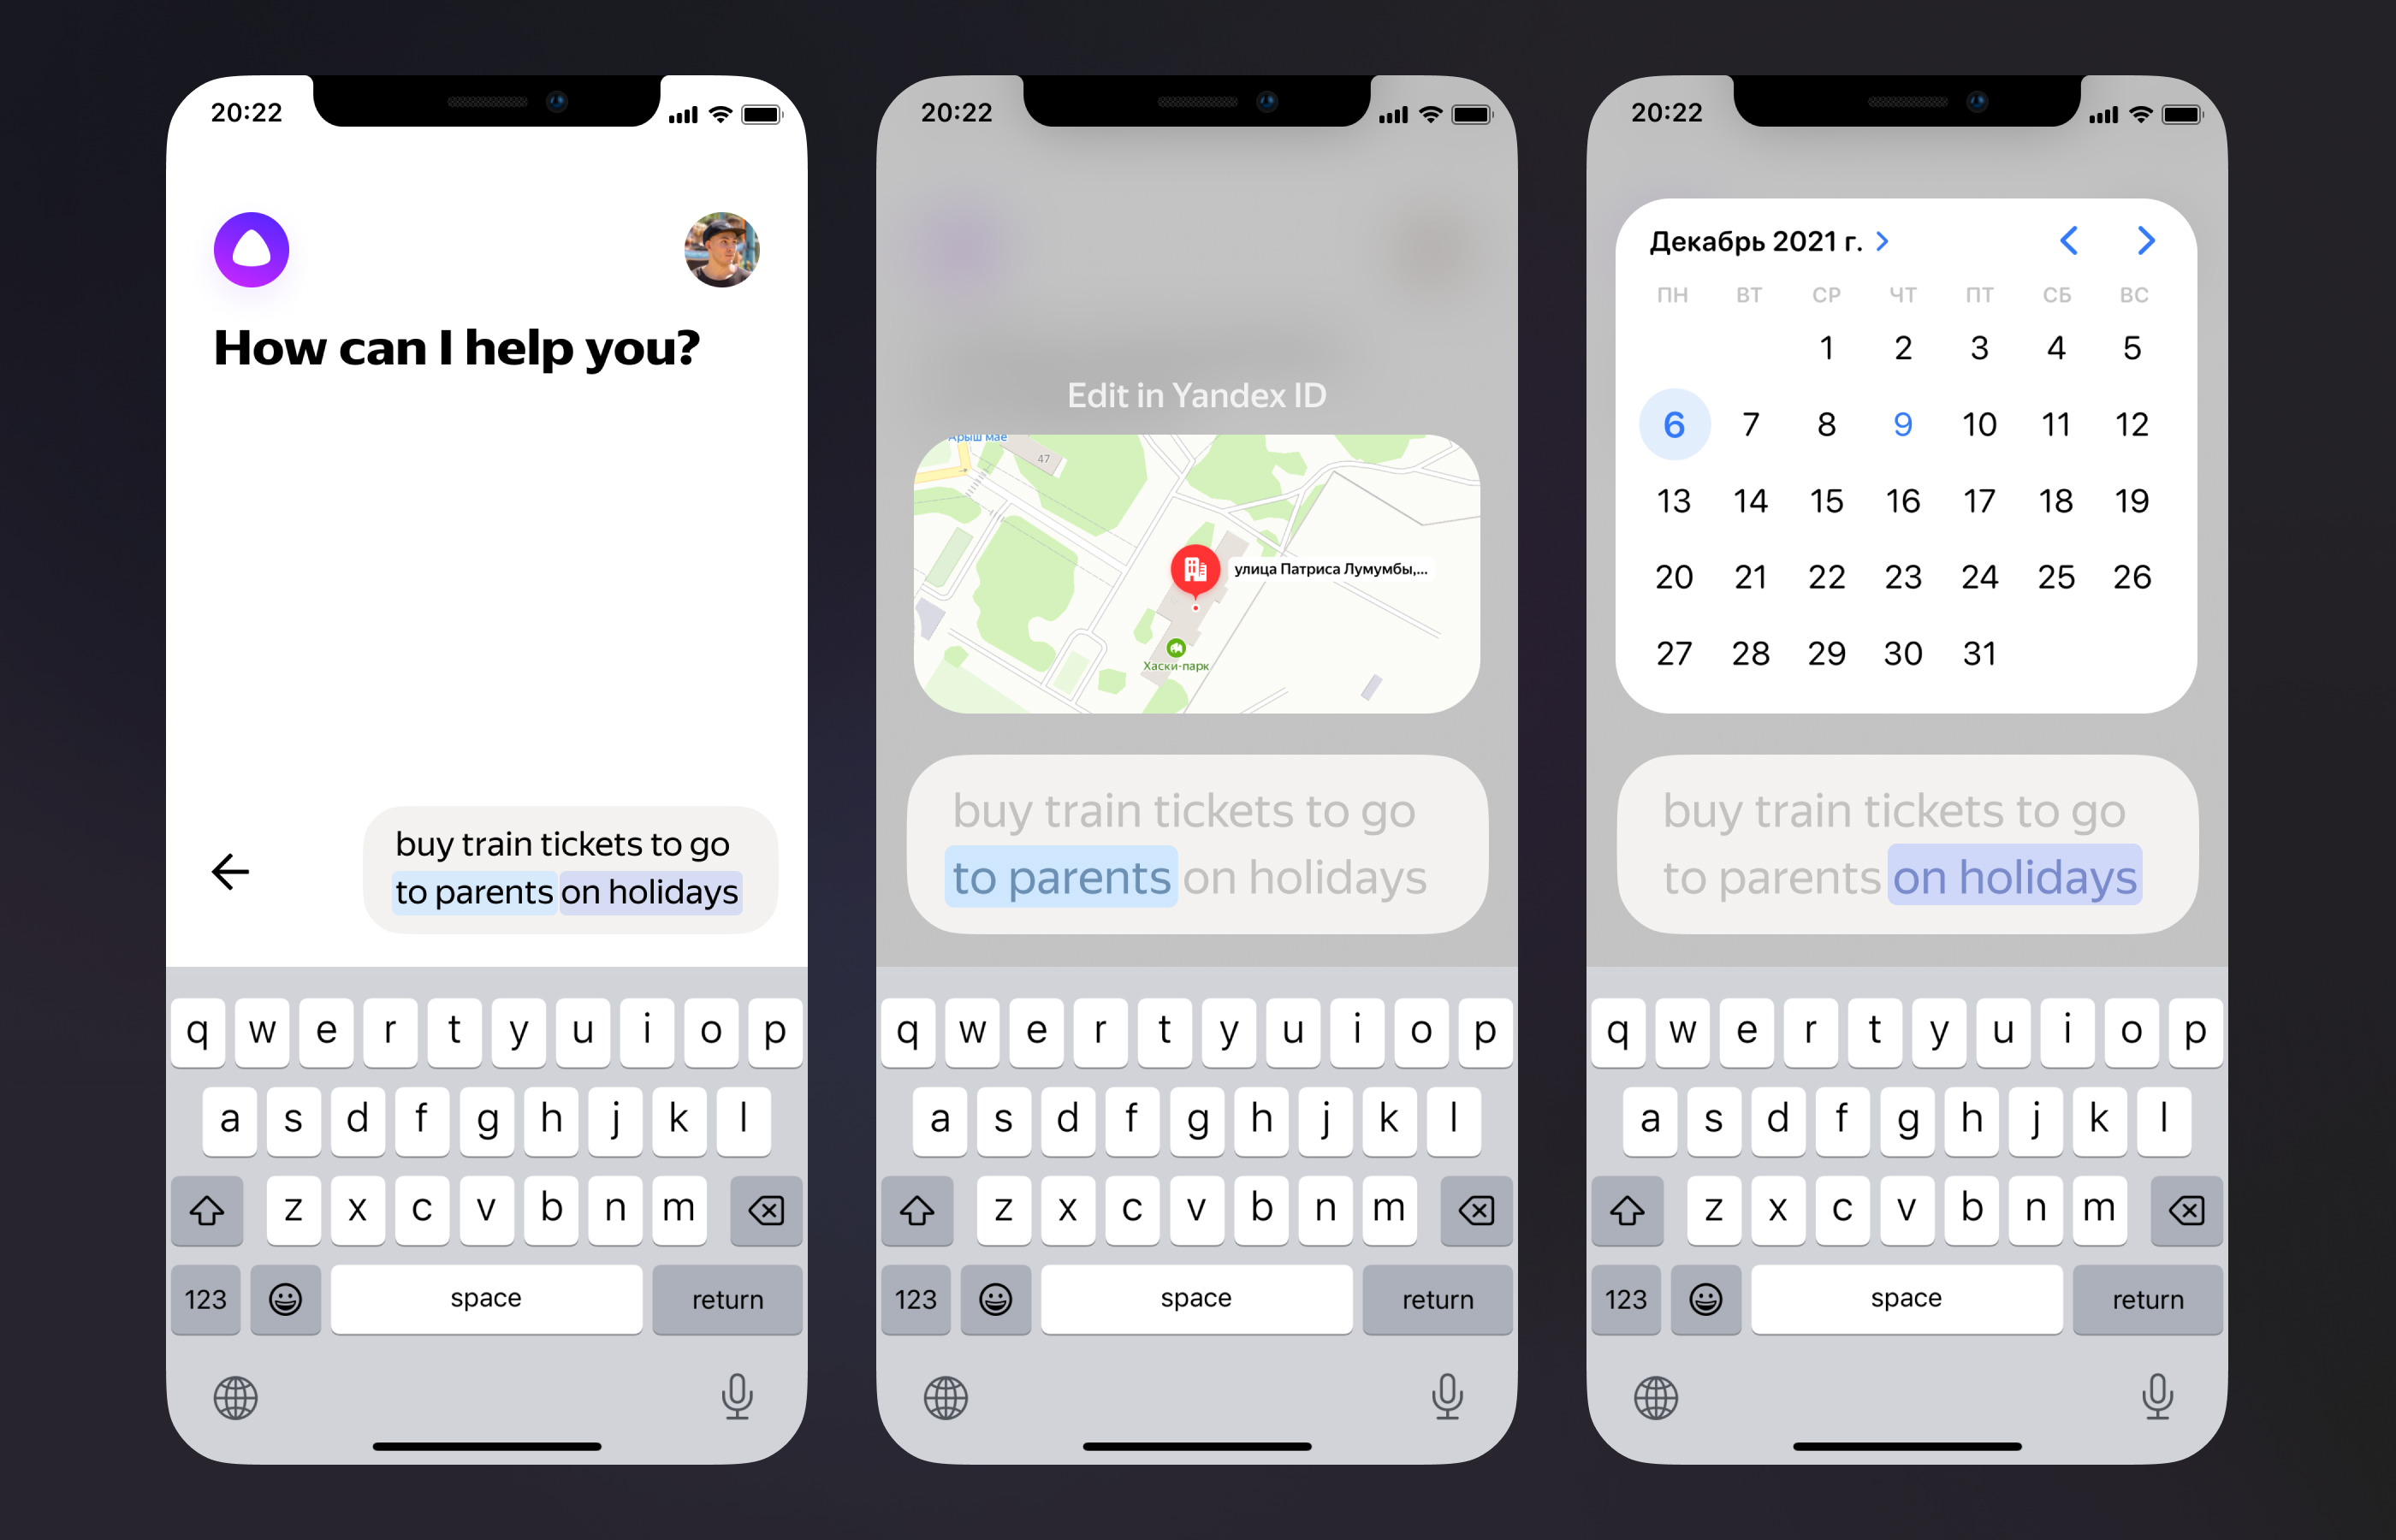 20:22
How can I help you?
buy train tickets to go
to parents on holidays
q w e r t y u i o p
a s d f g h j k l
z x c v b n m
123 space return
20:22
Edit in Yandex ID
Арыш мае
47
улица Патриса Лумумбы,...
Хаски-парк
buy train tickets to go
to parents on holidays
q w e r t y u i o p
a s d f g h j k l
z x c v b n m
123 space return
20:22
Декабрь 2021 г.
ПН ВТ СР ЧТ ПТ СБ ВС
1 2 3 4 5
6 7 8 9 10 11 12
13 14 15 16 17 18 19
20 21 22 23 24 25 26
27 28 29 30 31
buy train tickets to go
to parents on holidays
q w e r t y u i o p
a s d f g h j k l
z x c v b n m
123 space return